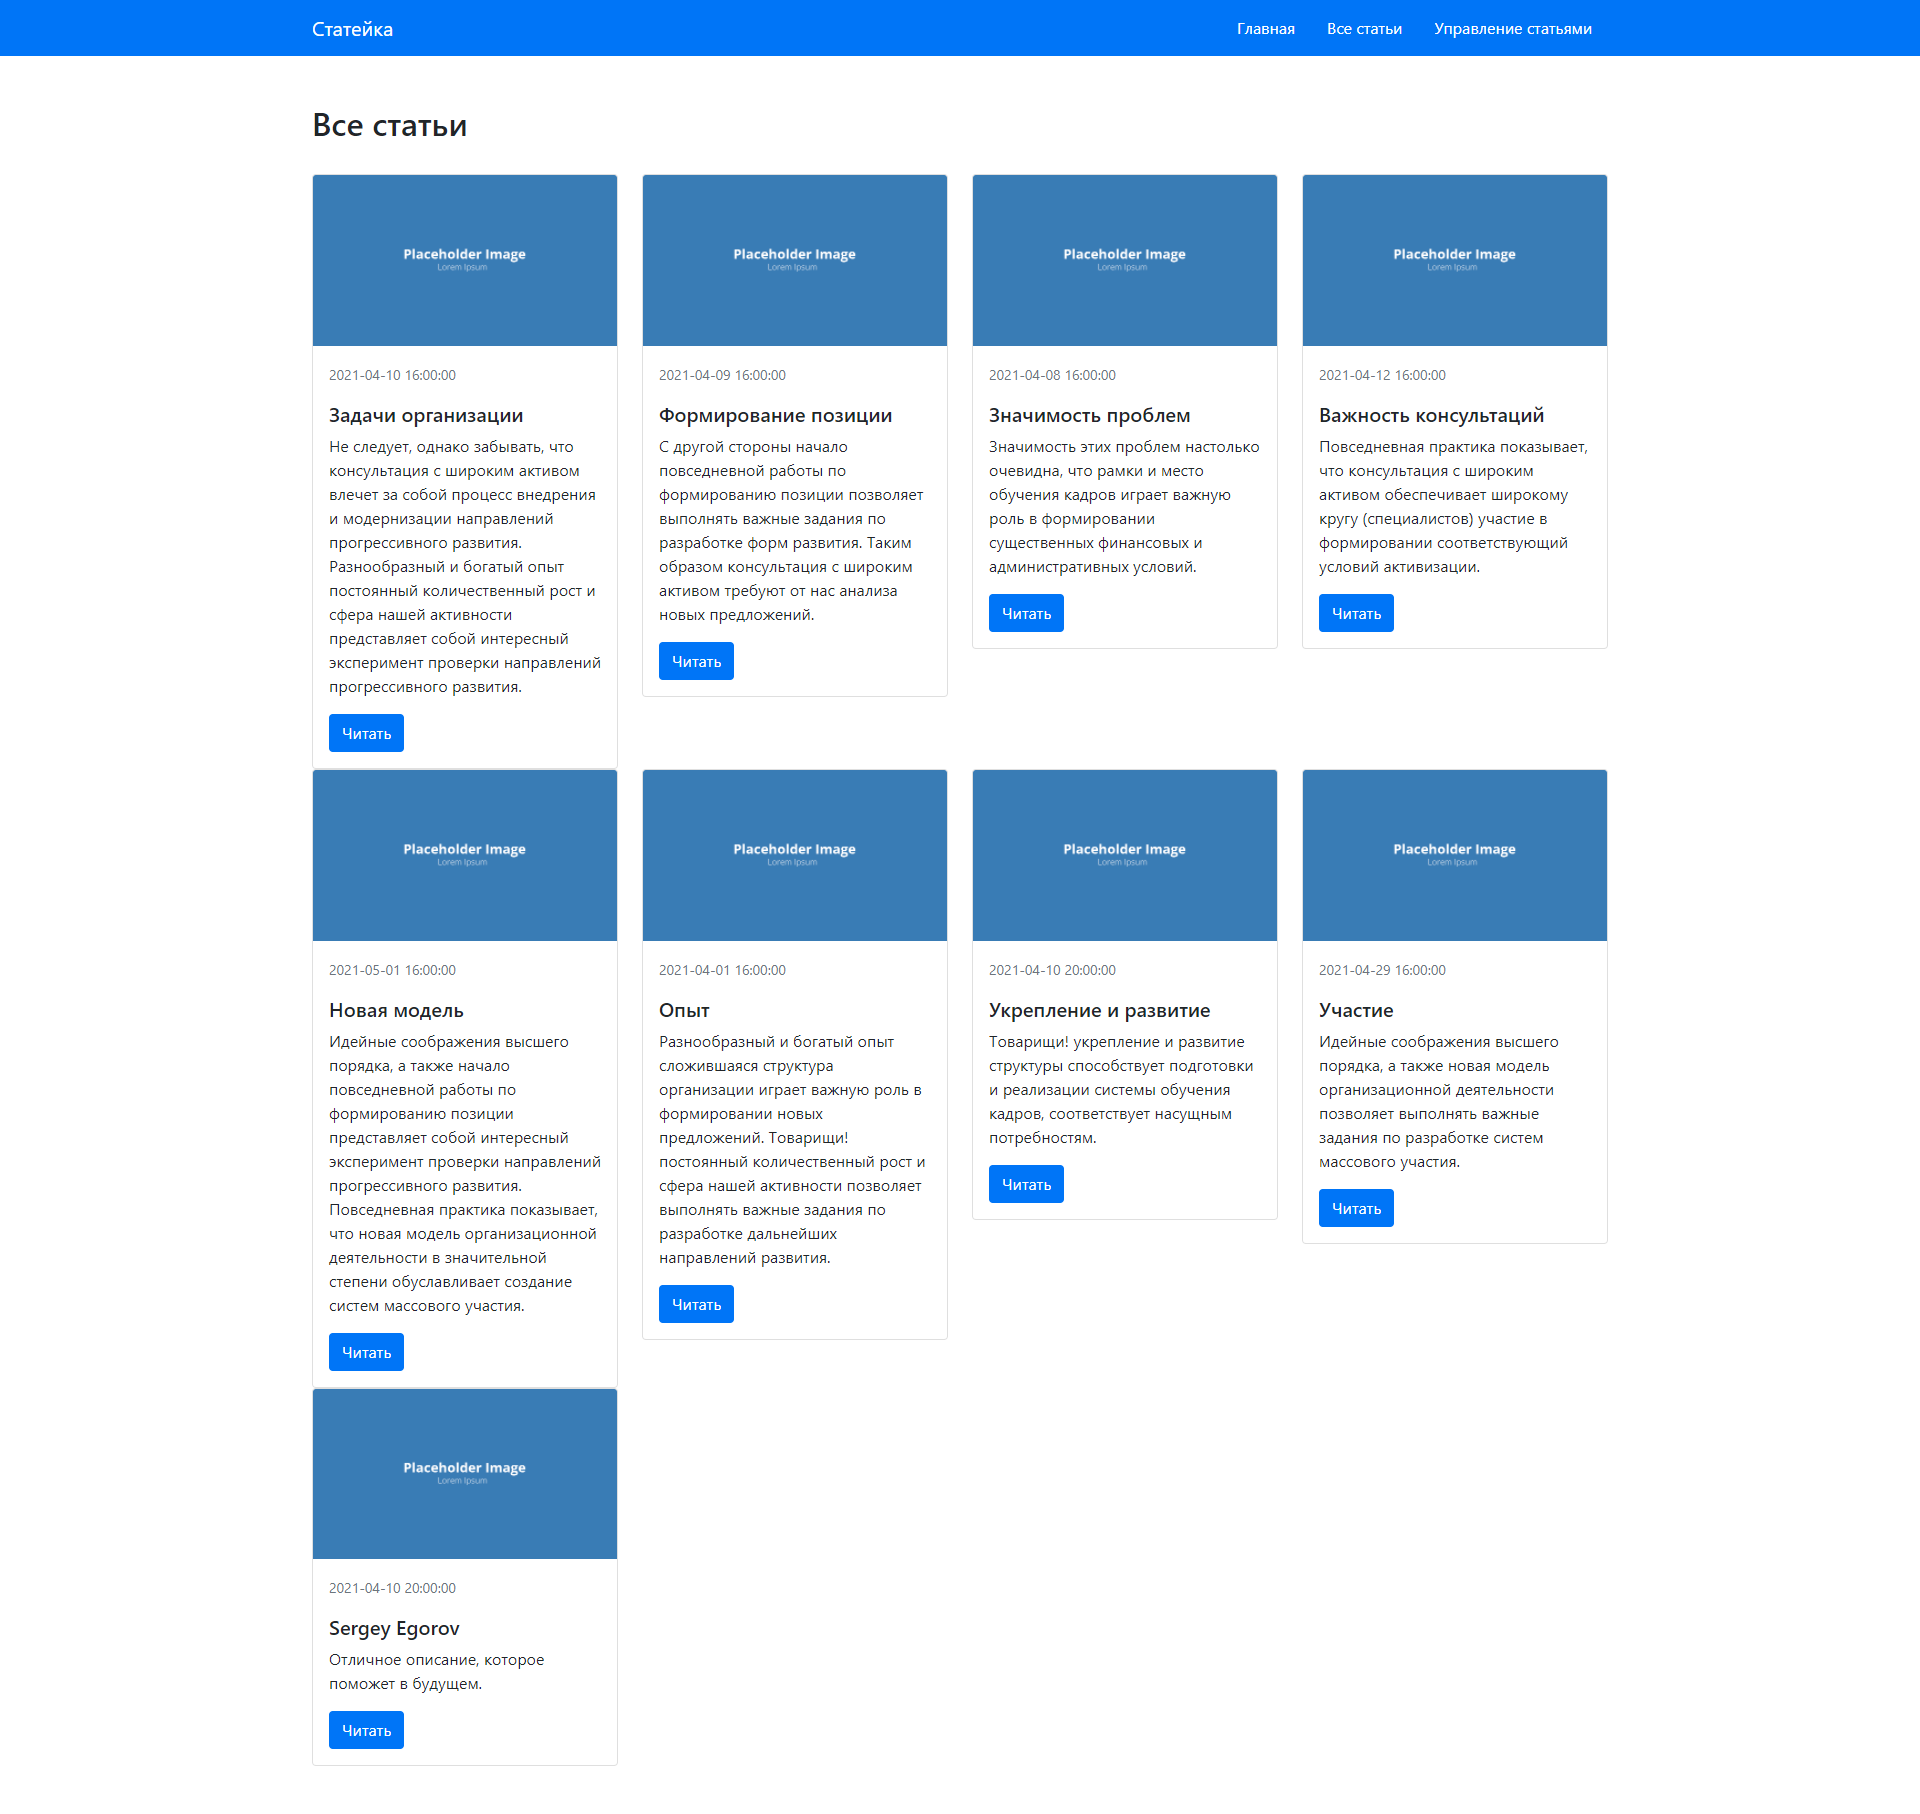 Статейка
Главная
Все статьи
Управление статьями
Все статьи
Placeholder Image
Lorem Ipsum
2021-04-10 16:00:00
Задачи организации
Не следует, однако забывать, что
консультация с широким активом
влечет за собой процесс внедрения
и модернизации направлений
прогрессивного развития.
Разнообразный и богатый опыт
постоянный количественный рост и
сфера нашей активности
представляет собой интересный
эксперимент проверки направлений
прогрессивного развития.
Читать
Placeholder Image
Lorem Ipsum
2021-04-09 16:00:00
Формирование позиции
С другой стороны начало
повседневной работы по
формированию позиции позволяет
выполнять важные задания по
разработке форм развития. Таким
образом консультация с широким
активом требуют от нас анализа
новых предложений.
Читать
Placeholder Image
Lorem Ipsum
2021-04-08 16:00:00
Значимость проблем
Значимость этих проблем настолько
очевидна, что рамки и место
обучения кадров играет важную
роль в формировании
существенных финансовых и
административных условий.
Читать
Placeholder Image
Lorem Ipsum
2021-04-12 16:00:00
Важность консультаций
Повседневная практика показывает,
что консультация с широким
активом обеспечивает широкому
кругу (специалистов) участие в
формировании соответствующий
условий активизации.
Читать
Placeholder Image
Lorem Ipsum
2021-05-01 16:00:00
Новая модель
Идейные соображения высшего
порядка, а также начало
повседневной работы по
формированию позиции
представляет собой интересный
эксперимент проверки направлений
прогрессивного развития.
Повседневная практика показывает,
что новая модель организационной
деятельности в значительной
степени обуславливает создание
систем массового участия.
Читать
Placeholder Image
Lorem Ipsum
2021-04-01 16:00:00
Опыт
Разнообразный и богатый опыт
сложившаяся структура
организации играет важную роль в
формировании новых
предложений. Товарищи!
постоянный количественный рост и
сфера нашей активности позволяет
выполнять важные задания по
разработке дальнейших
направлений развития.
Читать
Placeholder Image
Lorem Ipsum
2021-04-10 20:00:00
Укрепление и развитие
Товарищи! укрепление и развитие
структуры способствует подготовки
и реализации системы обучения
кадров, соответствует насущным
потребностям.
Читать
Placeholder Image
Lorem Ipsum
2021-04-29 16:00:00
Участие
Идейные соображения высшего
порядка, а также новая модель
организационной деятельности
позволяет выполнять важные
задания по разработке систем
массового участия.
Читать
Placeholder Image
Lorem Ipsum
2021-04-10 20:00:00
Sergey Egorov
Отличное описание, которое
поможет в будущем.
Читать